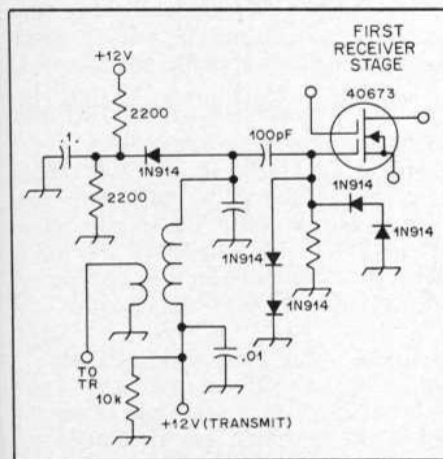 FIRST
RECEIVER
STAGE
+12V
40673
2200
.1
100pF
1N914
1N914
2200
1N914
1N914
TO
TR
.01
10k
+12V (TRANSMIT)